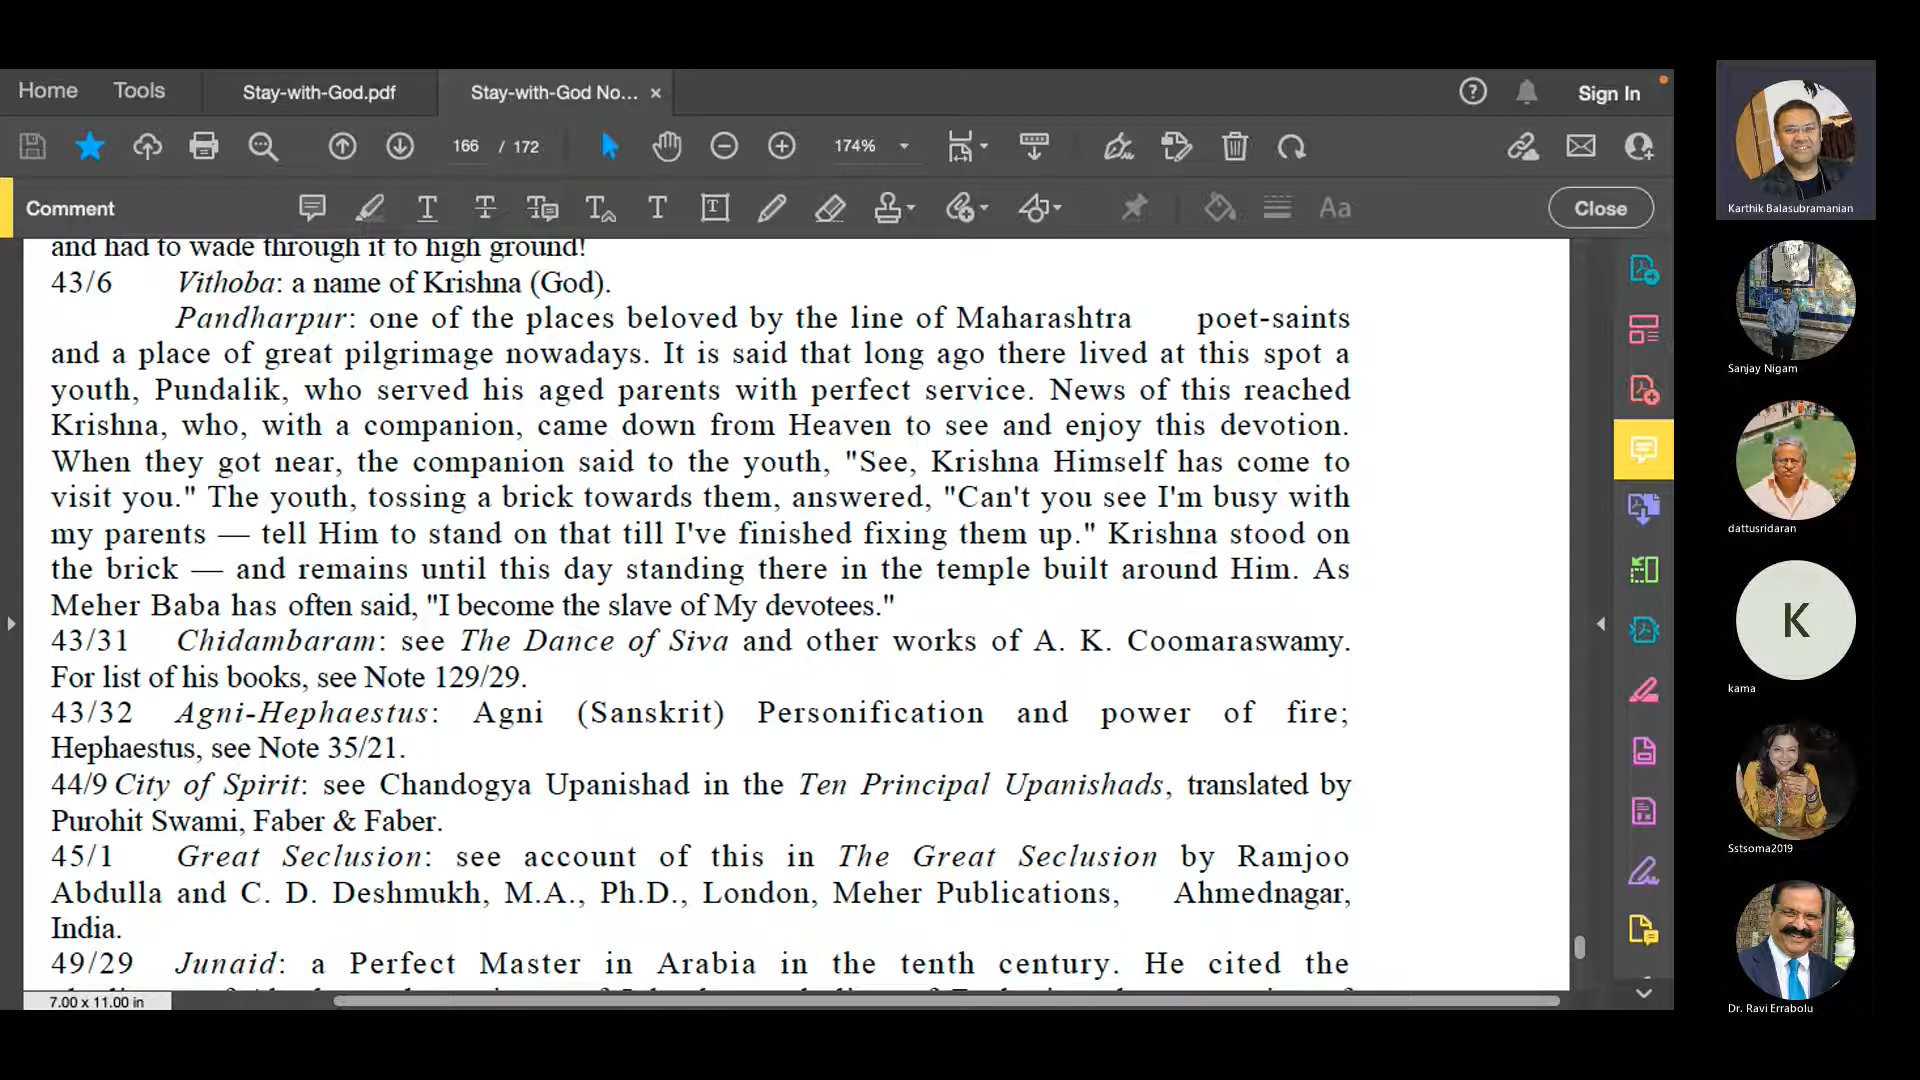 Home
Tools
Stay-with-God.pdf
Stay-with-God No...
Sign In
166 / 172
174%
Comment
Close
and had to wade through it to high ground!
43/6 Vithoba: a name of Krishna (God).
Pandharpur: one of the places beloved by the line of Maharashtra poet-saints
and a place of great pilgrimage nowadays. It is said that long ago there lived at this spot a
youth, Pundalik, who served his aged parents with perfect service. News of this reached
Krishna, who, with a companion, came down from Heaven to see and enjoy this devotion.
When they got near, the companion said to the youth, "See, Krishna Himself has come to
visit you." The youth, tossing a brick towards them, answered, "Can't you see I'm busy with
my parents — tell Him to stand on that till I've finished fixing them up." Krishna stood on
the brick — and remains until this day standing there in the temple built around Him. As
Meher Baba has often said, "I become the slave of My devotees."
43/31 Chidambaram: see The Dance of Siva and other works of A. K. Coomaraswamy.
For list of his books, see Note 129/29.
43/32 Agni-Hephaestus: Agni (Sanskrit) Personification and power of fire;
Hephaestus, see Note 35/21.
44/9 City of Spirit: see Chandogya Upanishad in the Ten Principal Upanishads, translated by
Purohit Swami, Faber & Faber.
45/1 Great Seclusion: see account of this in The Great Seclusion by Ramjoo
Abdulla and C. D. Deshmukh, M.A., Ph.D., London, Meher Publications, Ahmednagar,
India.
49/29 Junaid: a Perfect Master in Arabia in the tenth century. He cited the
7.00 x 11.00 in
Karthik Balasubramanian
Sanjay Nigam
dattusridaran
K
kama
Sstsoma2019
Dr. Ravi Errabolu